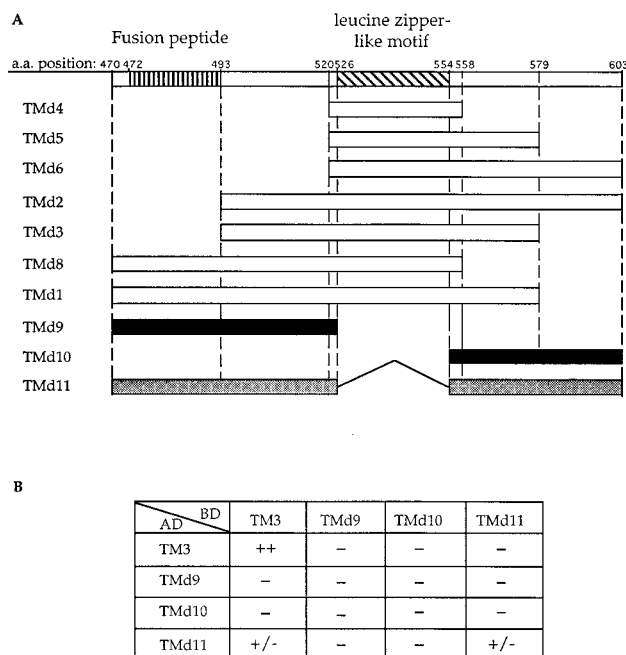 A
Fusion peptide
leucine zipper-
like motif
a.a. position: 470 472 493 520 526 554 558 579 603
TMd4
TMd5
TMd6
TMd2
TMd3
TMd8
TMd1
TMd9
TMd10
TMd11
B
AD BD TM3 TMd9 TMd10 TMd11
TM3 ++ – – –
TMd9 – – – –
TMd10 – – – –
TMd11 +/- – – +/-